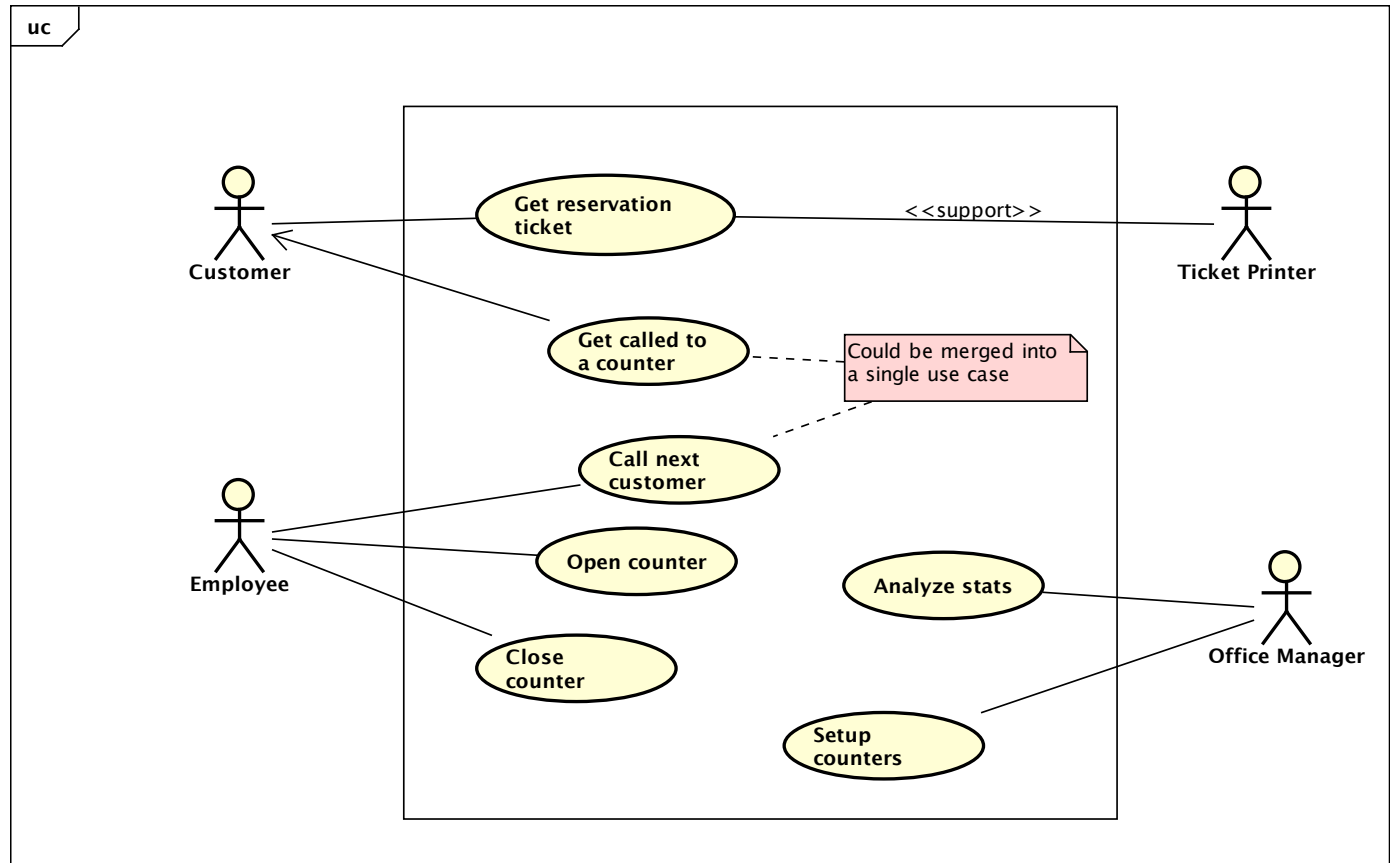 uc
Get reservation
ticket
<<support>>
Customer
Ticket Printer
Get called to
a counter
Could be merged into
a single use case
Call next
customer
Open counter
Employee
Analyze stats
Close
counter
Office Manager
Setup
counters